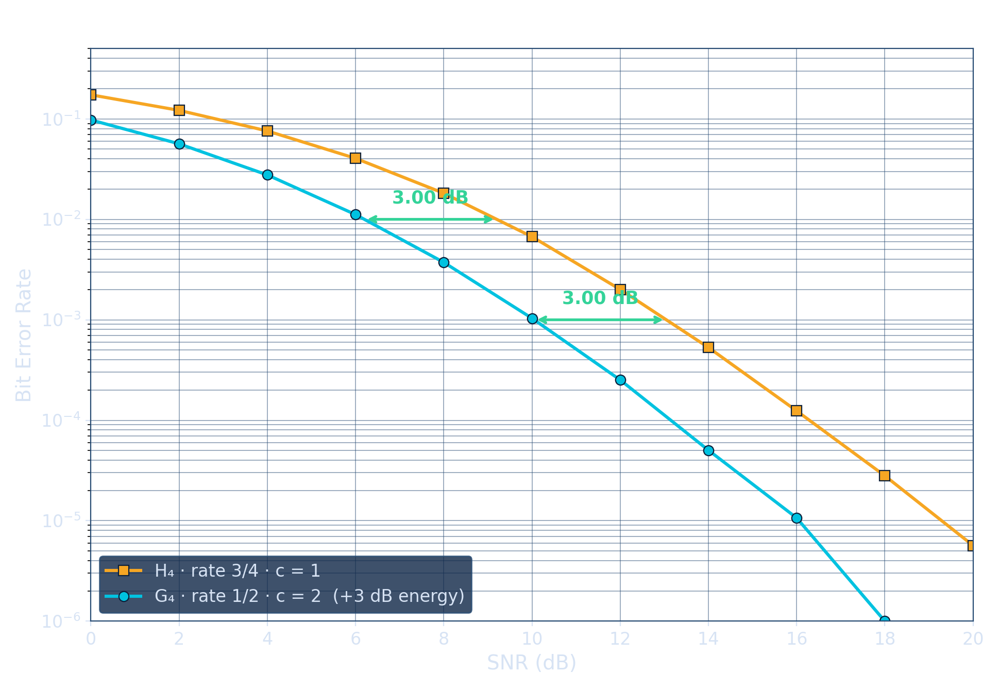 10⁻¹
10⁻²
10⁻³
10⁻⁴
10⁻⁵
10⁻⁶
Bit Error Rate
3.00 dB
3.00 dB
H₄ · rate 3/4 · c = 1
G₄ · rate 1/2 · c = 2 (+3 dB energy)
0 2 4 6 8 10 12 14 16 18 20
SNR (dB)